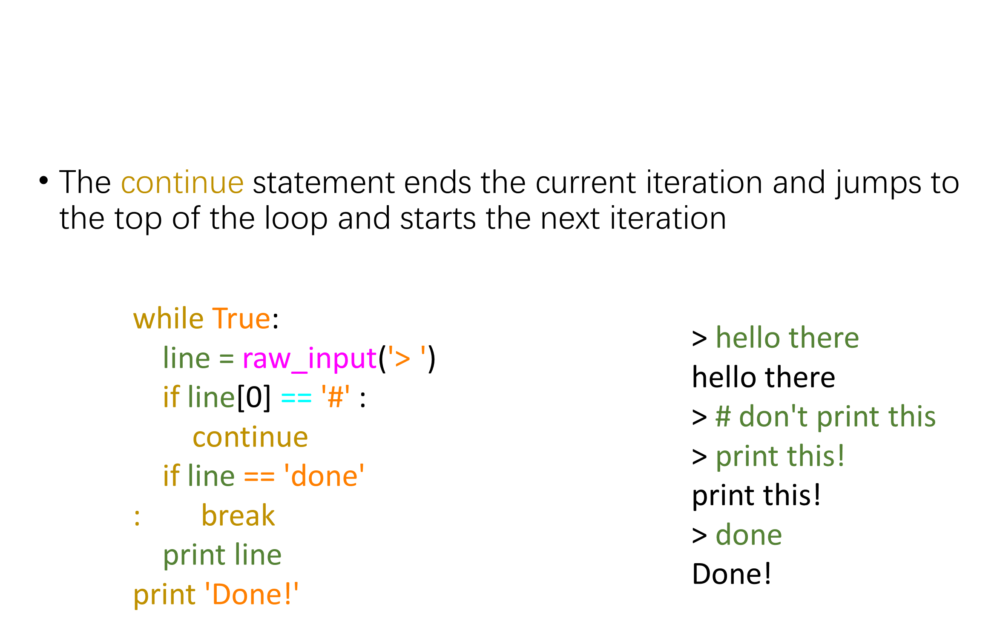 • The continue statement ends the current iteration and jumps to
the top of the loop and starts the next iteration
while True:
    line = raw_input('> ')
    if line[0] == '#' :
        continue
    if line == 'done'
:        break
    print line
print 'Done!'
> hello there
hello there
> # don't print this
> print this!
print this!
> done
Done!